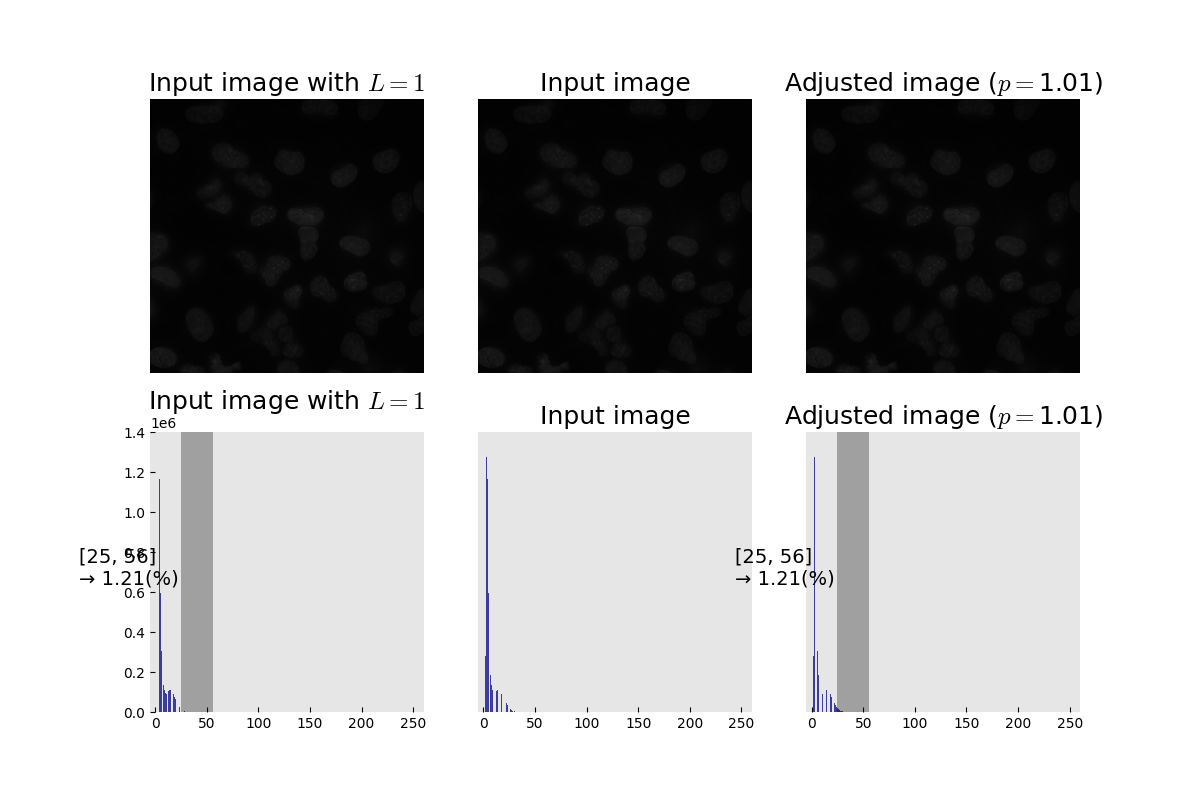 Input image with L = 1
Input image
Adjusted image (p = 1.01)
Input image with L = 1
Input image
Adjusted image (p = 1.01)
1e6
1.4
1.2
1.0
0.8
[25, 56]
→ 1.21(%)
0.6
0.4
0.2
0.0
0 50 100 150 200 250
0 50 100 150 200 250
[25, 56]
→ 1.21(%)
0 50 100 150 200 250